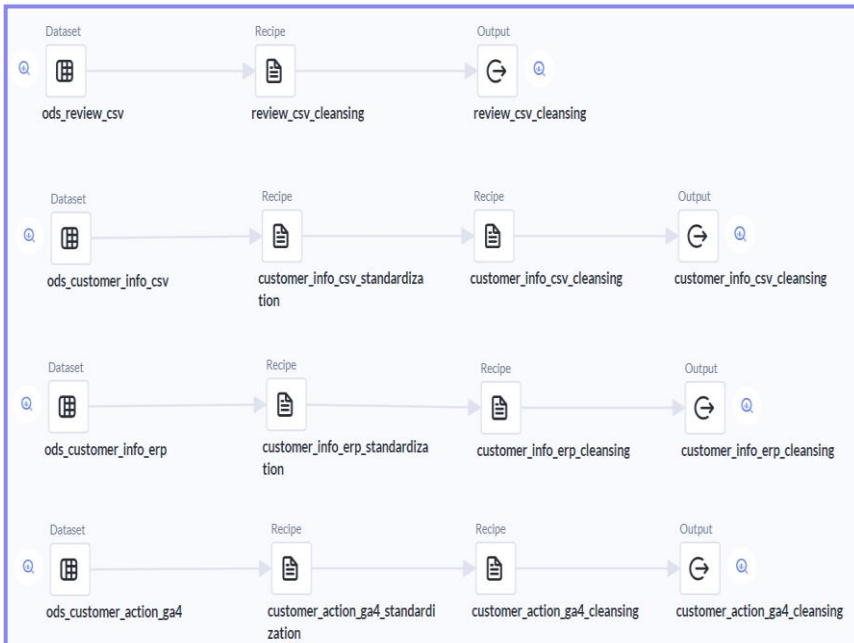 Dataset
Recipe
Output
ods_review_csv
review_csv_cleansing
review_csv_cleansing
Dataset
Recipe
Recipe
Output
ods_customer_info_csv
customer_info_csv_standardiza
tion
customer_info_csv_cleansing
customer_info_csv_cleansing
Dataset
Recipe
Recipe
Output
ods_customer_info_erp
customer_info_erp_standardiza
tion
customer_info_erp_cleansing
customer_info_erp_cleansing
Dataset
Recipe
Recipe
Output
ods_customer_action_ga4
customer_action_ga4_standardi
zation
customer_action_ga4_cleansing
customer_action_ga4_cleansing